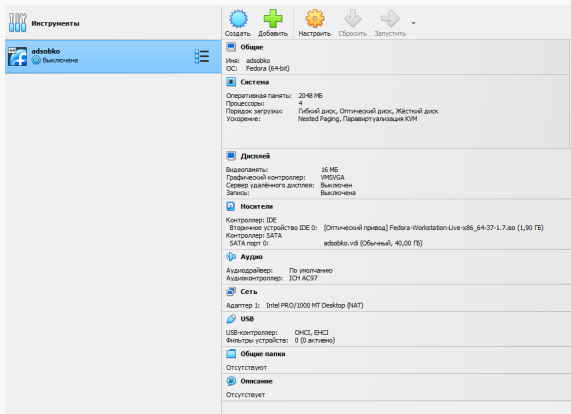 Инструменты
adsobko
Выключена
Создать Добавить Настроить Сбросить Запустить
Общие
Имя: adsobko
ОС: Fedora (64-bit)
Система
Оперативная память: 2048 МБ
Процессоры: 4
Порядок загрузки: Гибкий диск, Оптический диск, Жёсткий диск
Ускорение: Nested Paging, Паравиртуализация KVM
Дисплей
Видеопамять: 16 МБ
Графический контроллер: VMSVGA
Сервер удалённого дисплея: Выключен
Запись: Выключена
Носители
Контроллер: IDE
Вторичное устройство IDE 0: [Оптический привод] Fedora-Workstation-Live-x86_64-37-1.7.iso (1,90 ГБ)
Контроллер: SATA
SATA порт 0: adsobko.vdi (Обычный, 40,00 ГБ)
Аудио
Аудиодрайвер: По умолчанию
Аудиоконтроллер: ICH AC97
Сеть
Адаптер 1: Intel PRO/1000 MT Desktop (NAT)
USB
USB-контроллер: OHCI, EHCI
Фильтры устройств: 0 (0 активно)
Общие папки
Отсутствуют
Описание
Отсутствует